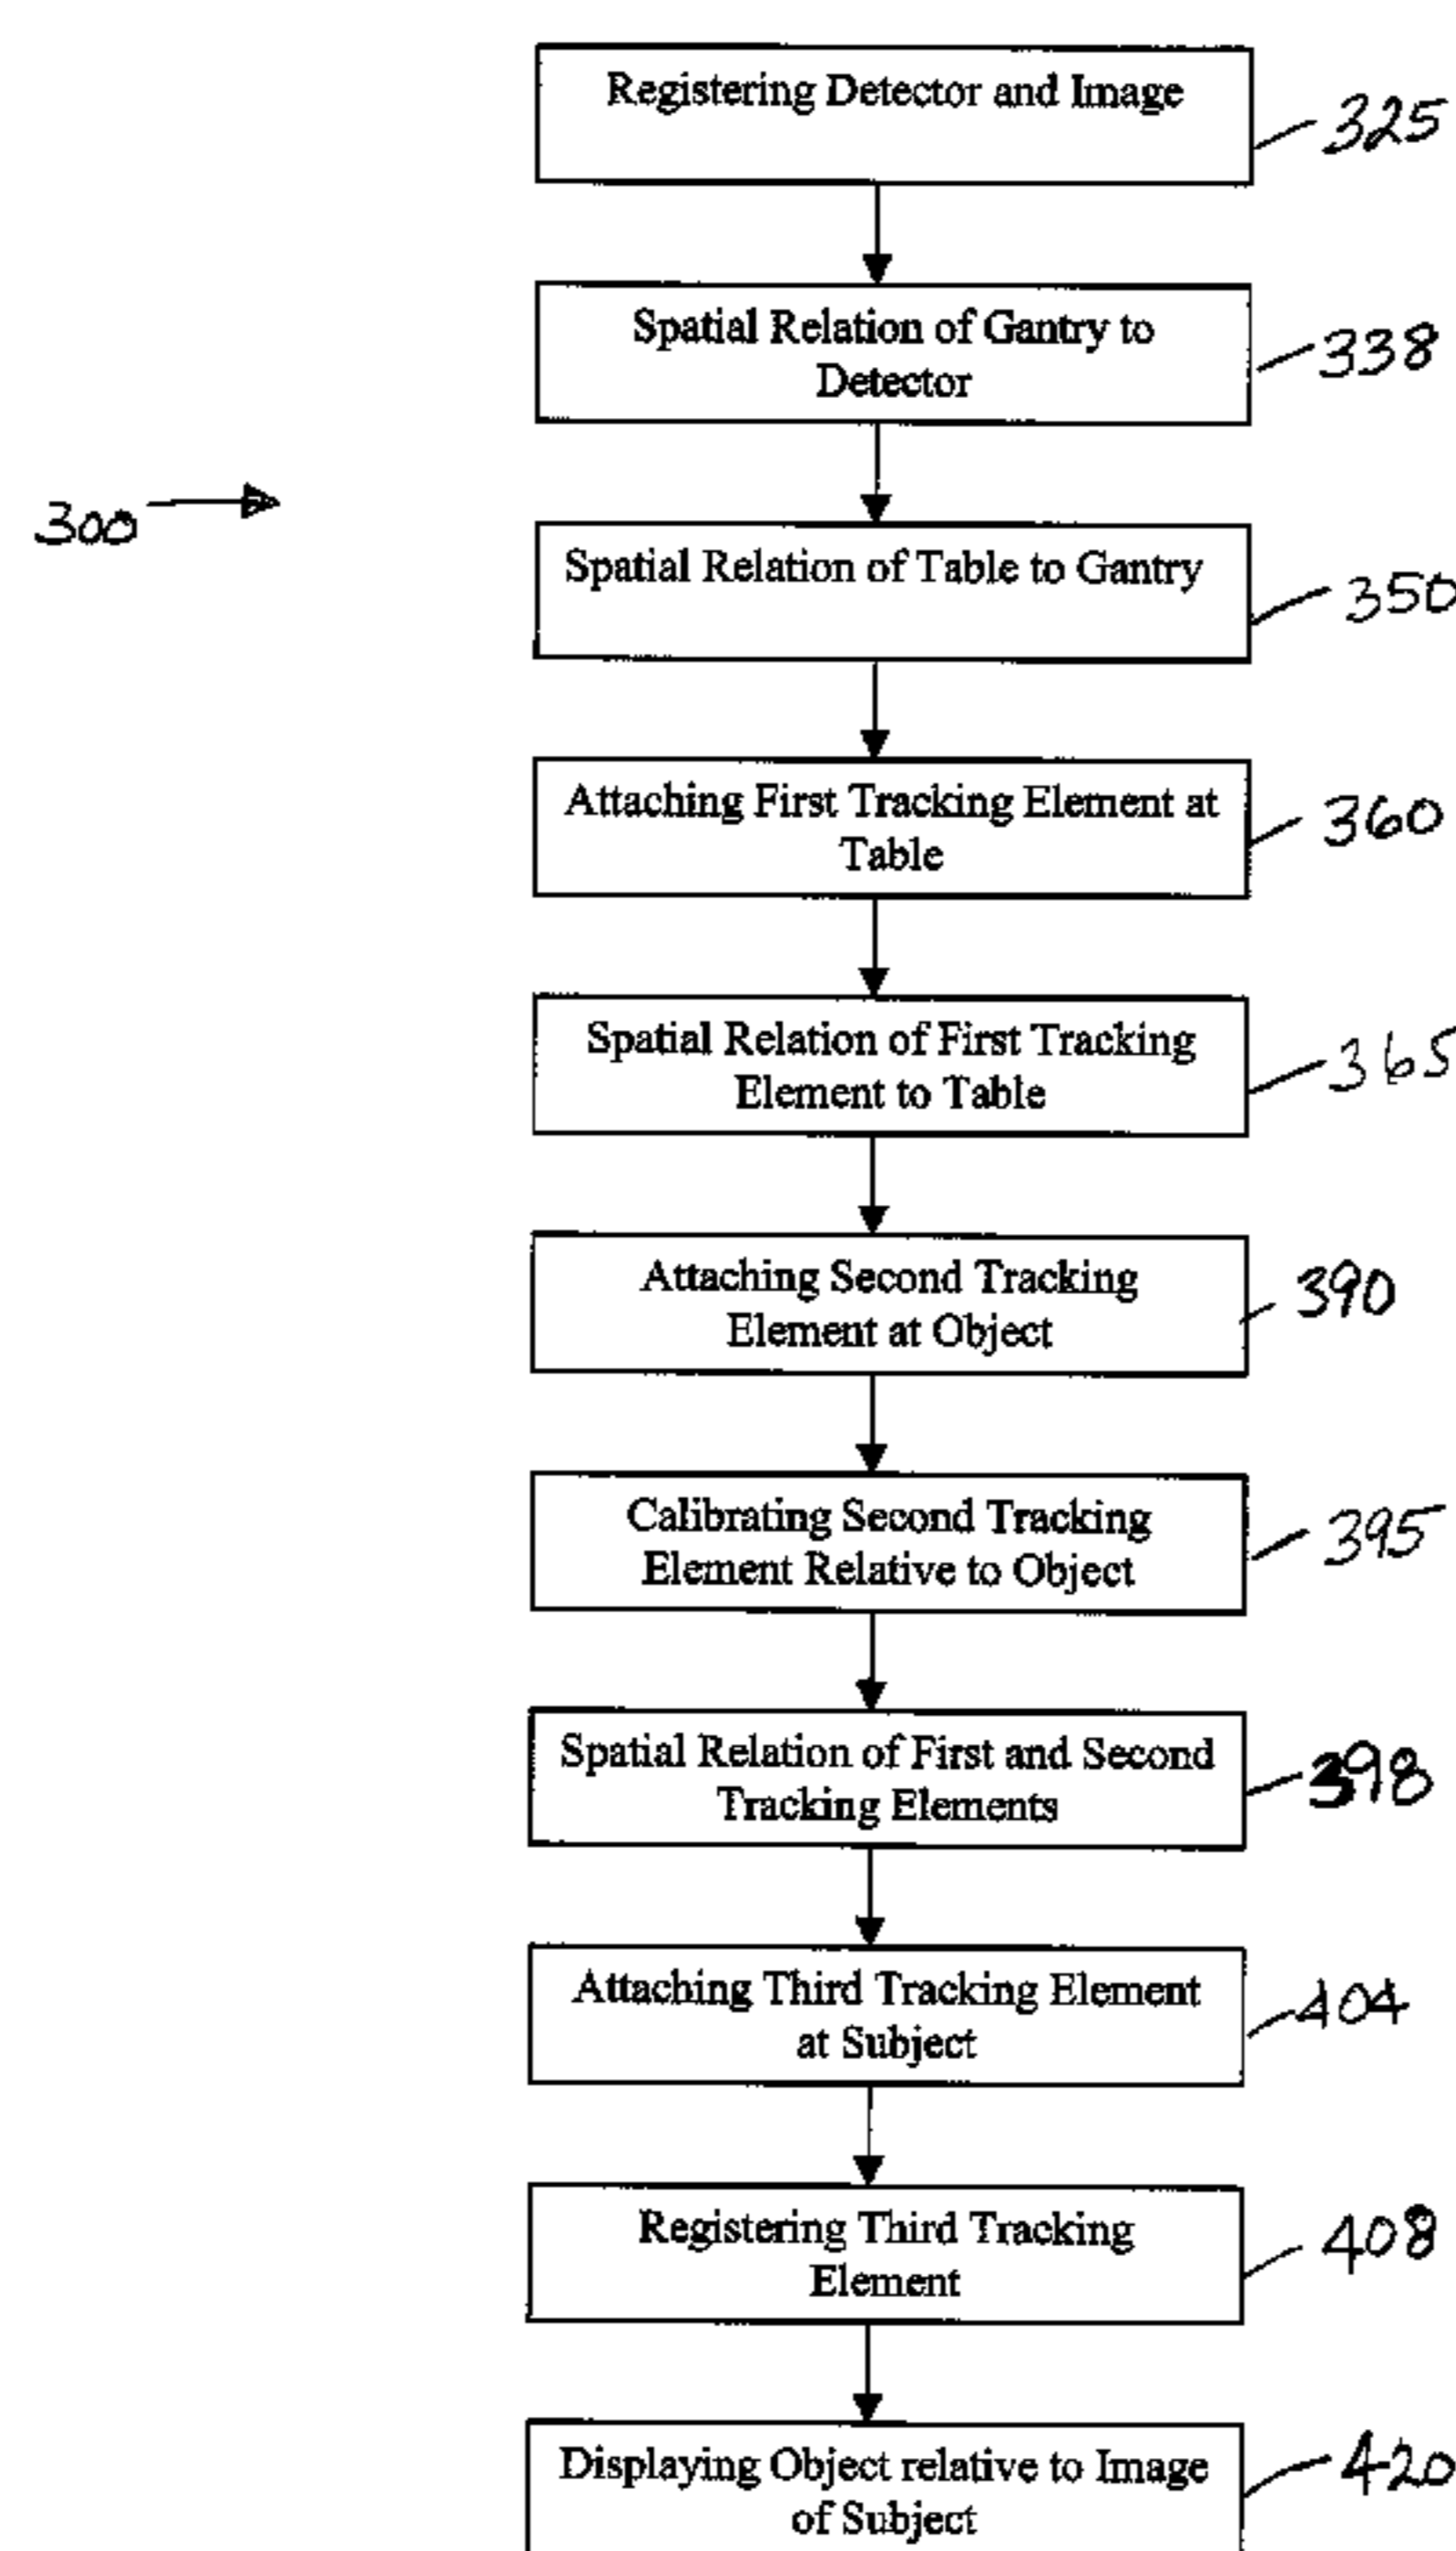 Registering Detector and Image
325
Spatial Relation of Gantry to
Detector
338
300
Spatial Relation of Table to Gantry
350
Attaching First Tracking Element at
Table
360
Spatial Relation of First Tracking
Element to Table
365
Attaching Second Tracking
Element at Object
390
Calibrating Second Tracking
Element Relative to Object
395
Spatial Relation of First and Second
Tracking Elements
398
Attaching Third Tracking Element
at Subject
404
Registering Third Tracking
Element
408
Displaying Object relative to Image
of Subject
420